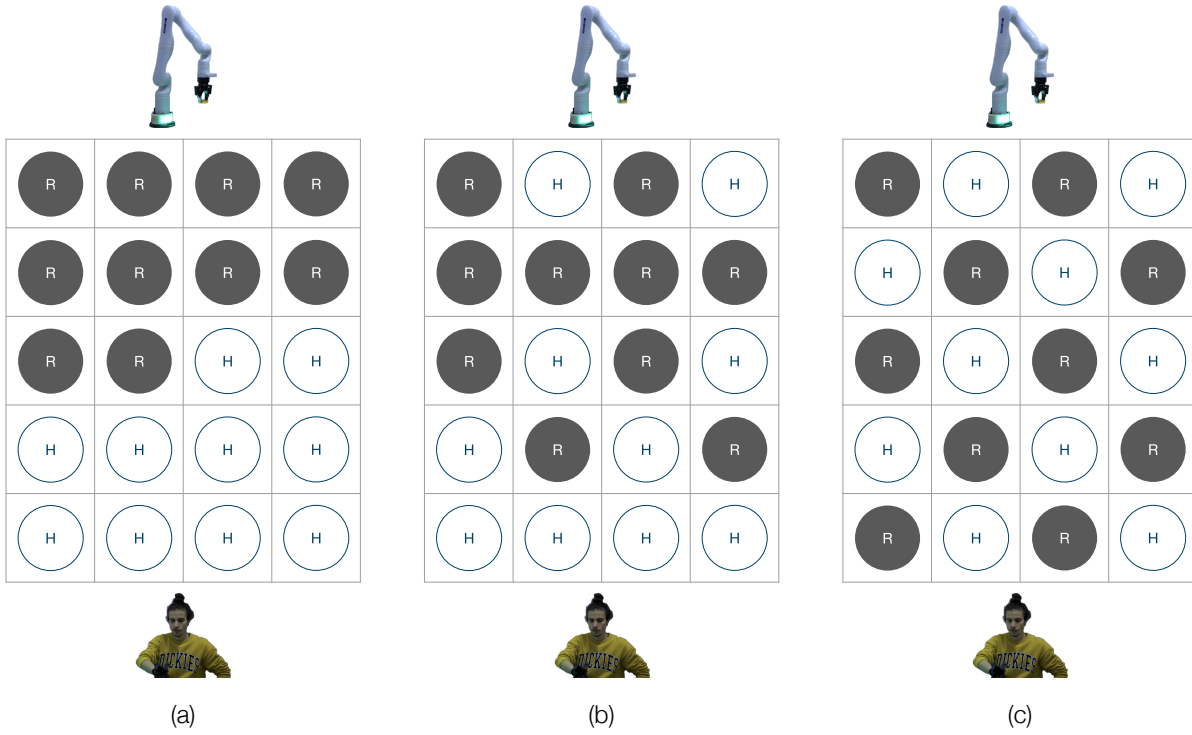 R R R R R H R H R H R H
R R R R R R R R H R H R
R R H H R H R H R H R H
H H H H H R H R H R H R
H H H H H H H H R H R H
DICKIES DICKIES DICKIES
(a) (b) (c)